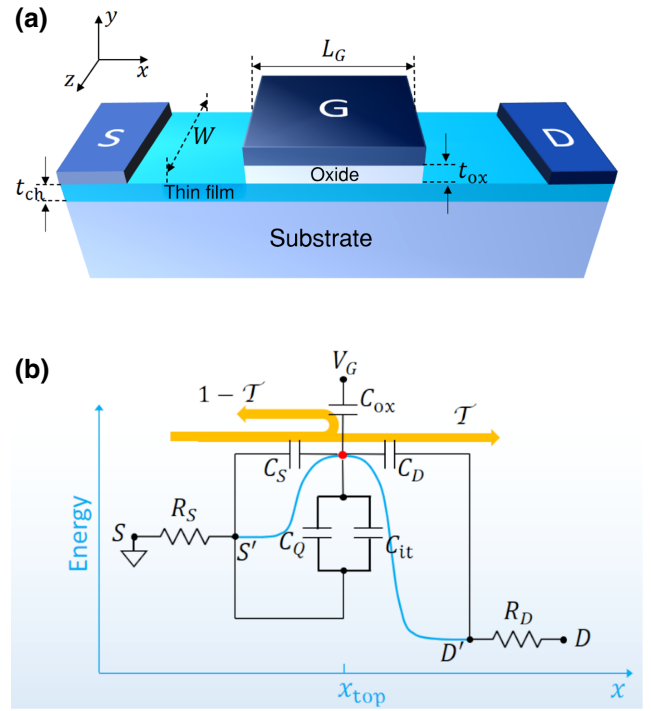 (a)
y
x
z
L_G
W
S
G
D
Oxide
t_ox
t_ch
Thin film
Substrate
(b)
V_G
1 − 𝒯
C_ox
𝒯
C_S
C_D
R_S
S
S′
C_Q
C_it
Energy
R_D
D′
D
x_top
x